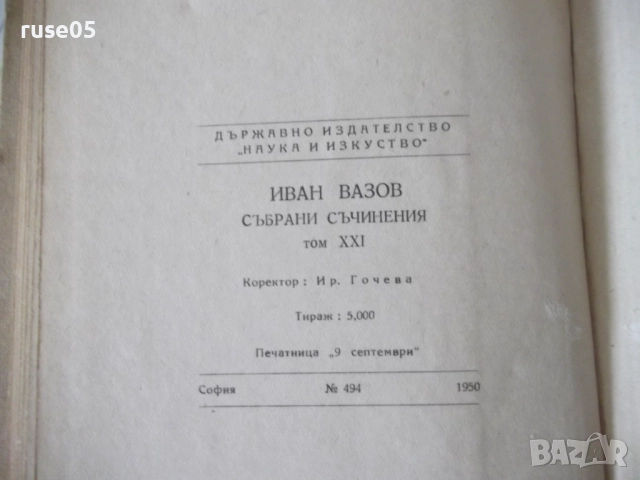 ruse05
ДЪРЖАВНО ИЗДАТЕЛСТВО
„НАУКА И ИЗКУСТВО"
ИВАН ВАЗОВ
СЪБРАНИ СЪЧИНЕНИЯ
том XXI
Коректор: Ир. Гочева
Тираж: 5,000
Печатница „9 септември"
София № 494 1950
BAZAR